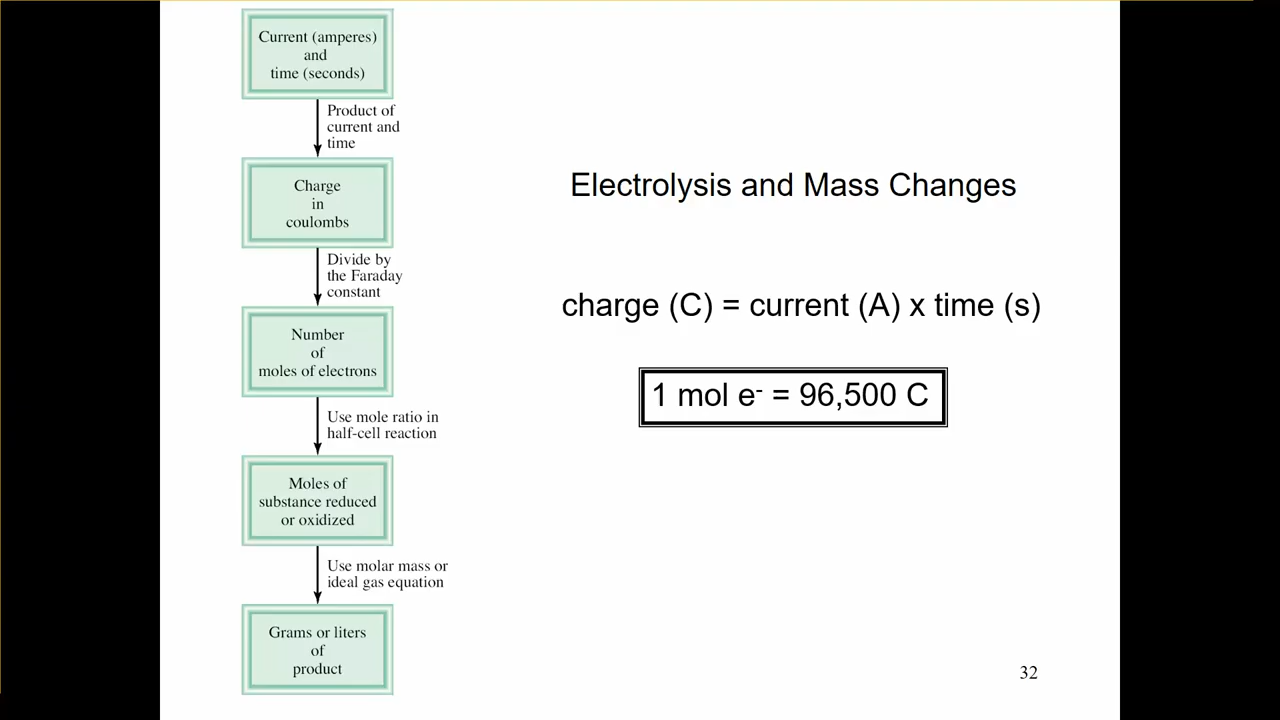 Current (amperes)
and
time (seconds)
Product of
current and
time
Charge
in
coulombs
Divide by
the Faraday
constant
Number
of
moles of electrons
Use mole ratio in
half-cell reaction
Moles of
substance reduced
or oxidized
Use molar mass or
ideal gas equation
Grams or liters
of
product
Electrolysis and Mass Changes
charge (C) = current (A) x time (s)
1 mol e⁻ = 96,500 C
32